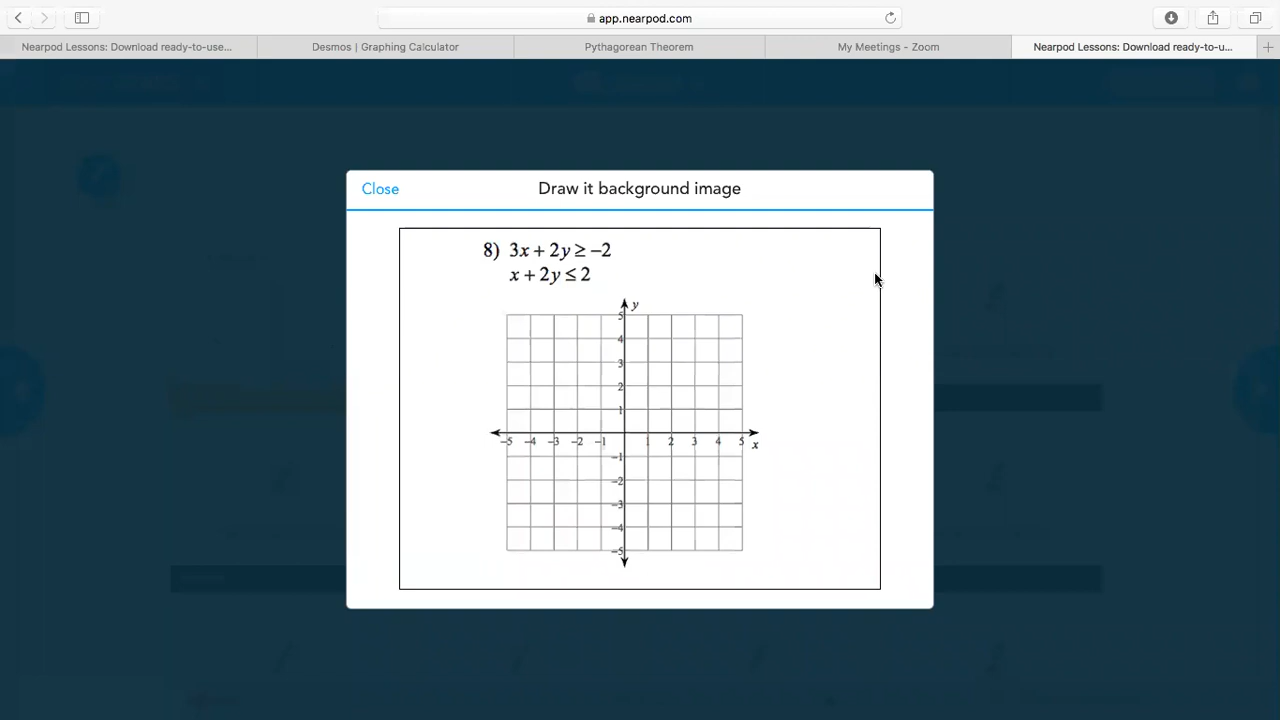 app.nearpod.com
Nearpod Lessons: Download ready-to-use...
Desmos | Graphing Calculator
Pythagorean Theorem
My Meetings – Zoom
Nearpod Lessons: Download ready-to-u...
Close
Draw it background image
8) 3x + 2y ≥ –2
x + 2y ≤ 2
y
5
4
3
2
1
–5 –4 –3 –2 –1 1 2 3 4 5 x
–1
–2
–3
–4
–5